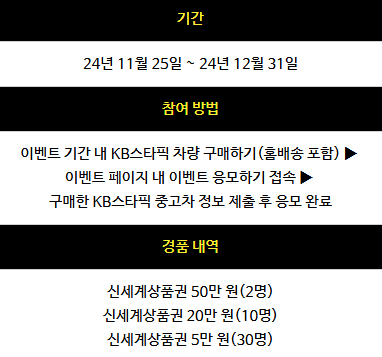 기간
24년 11월 25일 ~ 24년 12월 31일
참여 방법
이벤트 기간 내 KB스타픽 차량 구매하기(홈배송 포함) ▶
이벤트 페이지 내 이벤트 응모하기 접속 ▶
구매한 KB스타픽 중고차 정보 제출 후 응모 완료
경품 내역
신세계상품권 50만 원(2명)
신세계상품권 20만 원(10명)
신세계상품권 5만 원(30명)